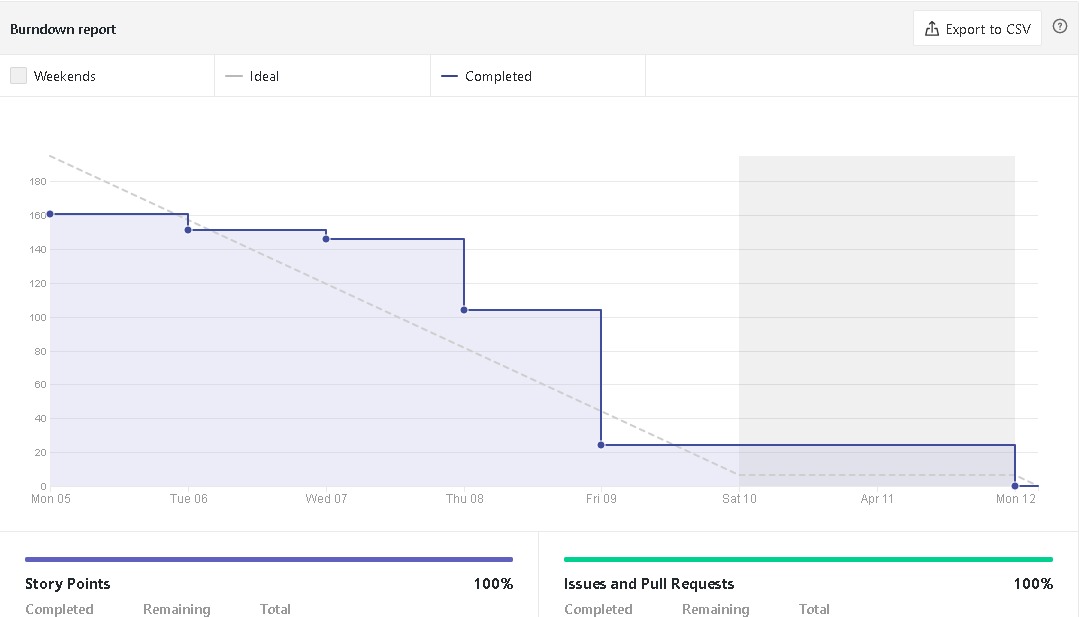 Burndown report
Export to CSV
Weekends
Ideal
Completed
180
160
140
120
100
80
60
40
20
0
Mon 05 Tue 06 Wed 07 Thu 08 Fri 09 Sat 10 Apr 11 Mon 12
Story Points 100%
Completed Remaining Total
Issues and Pull Requests 100%
Completed Remaining Total